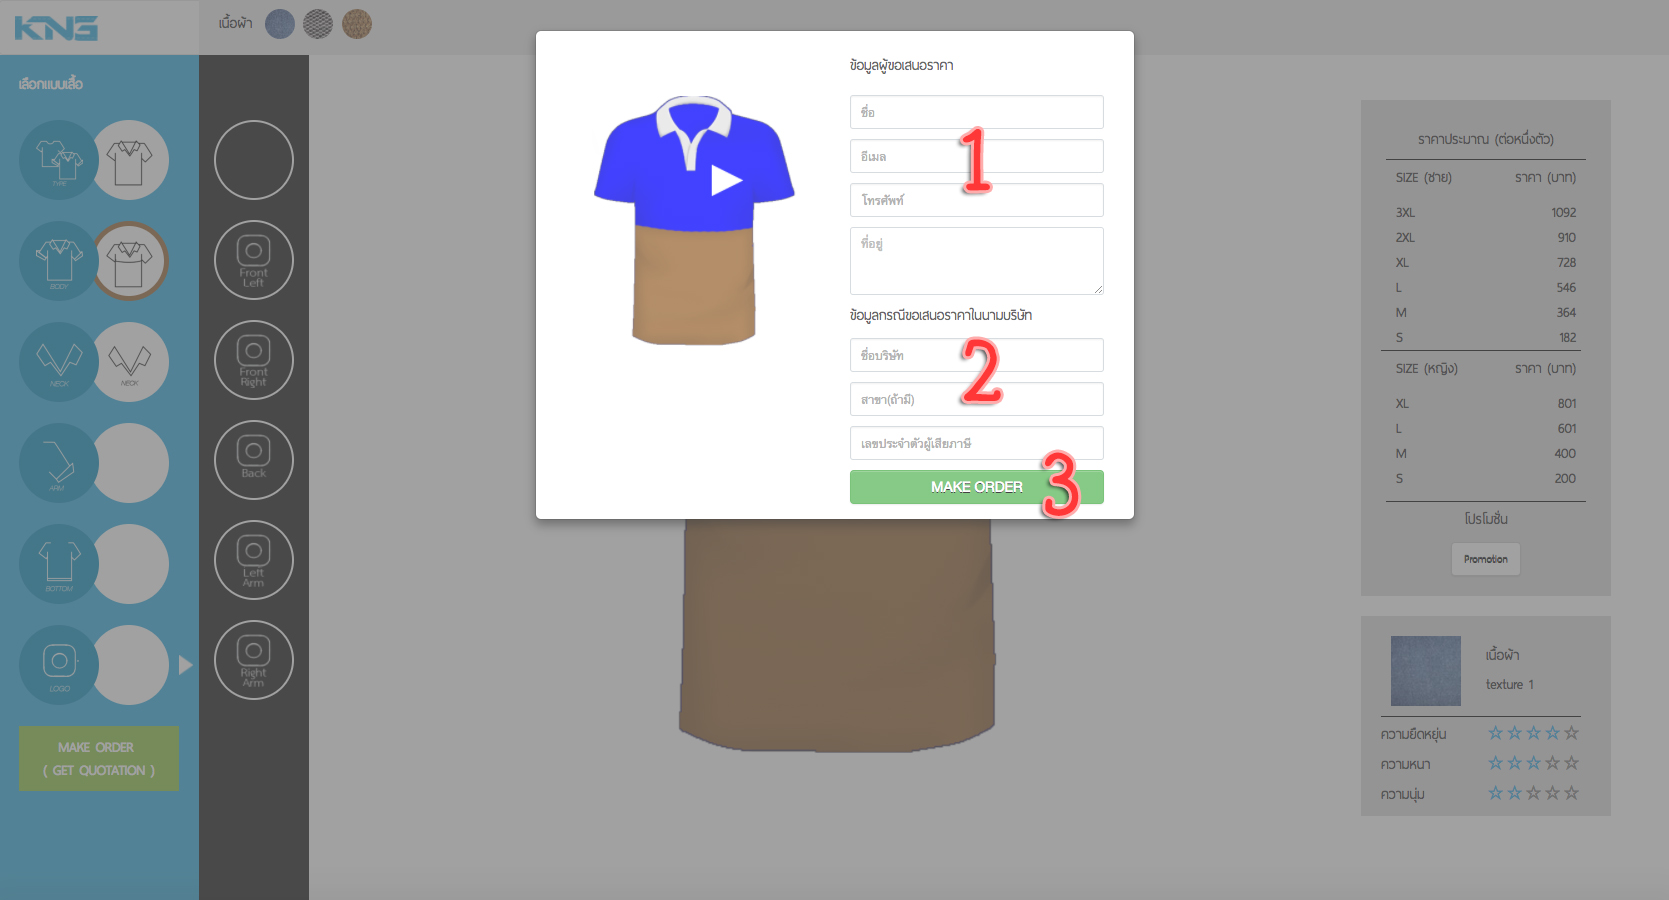 KNG
เนื้อผ้า
เลือกแบบเสื้อ
TYPE
BODY
NECK
NECK
ARM
BOTTOM
LOGO
MAKE ORDER
( GET QUOTATION )
Front
Left
Front
Right
Back
Left
Arm
Right
Arm
ข้อมูลผู้ขอเสนอราคา
ชื่อ
อีเมล
1
โทรศัพท์
ที่อยู่
ข้อมูลกรณีขอเสนอราคาในนามบริษัท
ชื่อบริษัท
2
สาขา(ถ้ามี)
เลขประจำตัวผู้เสียภาษี
MAKE ORDER
3
ราคาประมาณ (ต่อหนึ่งตัว)
SIZE (ชาย) ราคา (บาท)
3XL 1092
2XL 910
XL 728
L 546
M 364
S 182
SIZE (หญิง) ราคา (บาท)
XL 801
L 601
M 400
S 200
โปรโมชั่น
Promotion
เนื้อผ้า
texture 1
ความยืดหยุ่น
ความหนา
ความนุ่ม